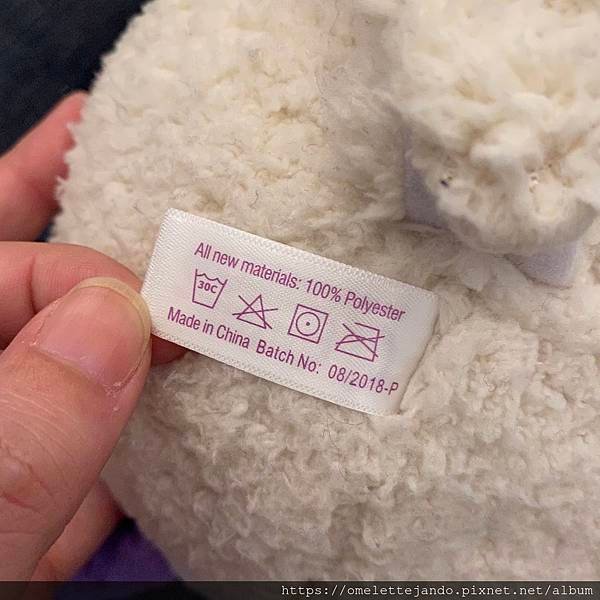 All new materials: 100% Polyester
30C
Made in China Batch No: 08/2018-P
https://omelettejando.pixnet.net/album